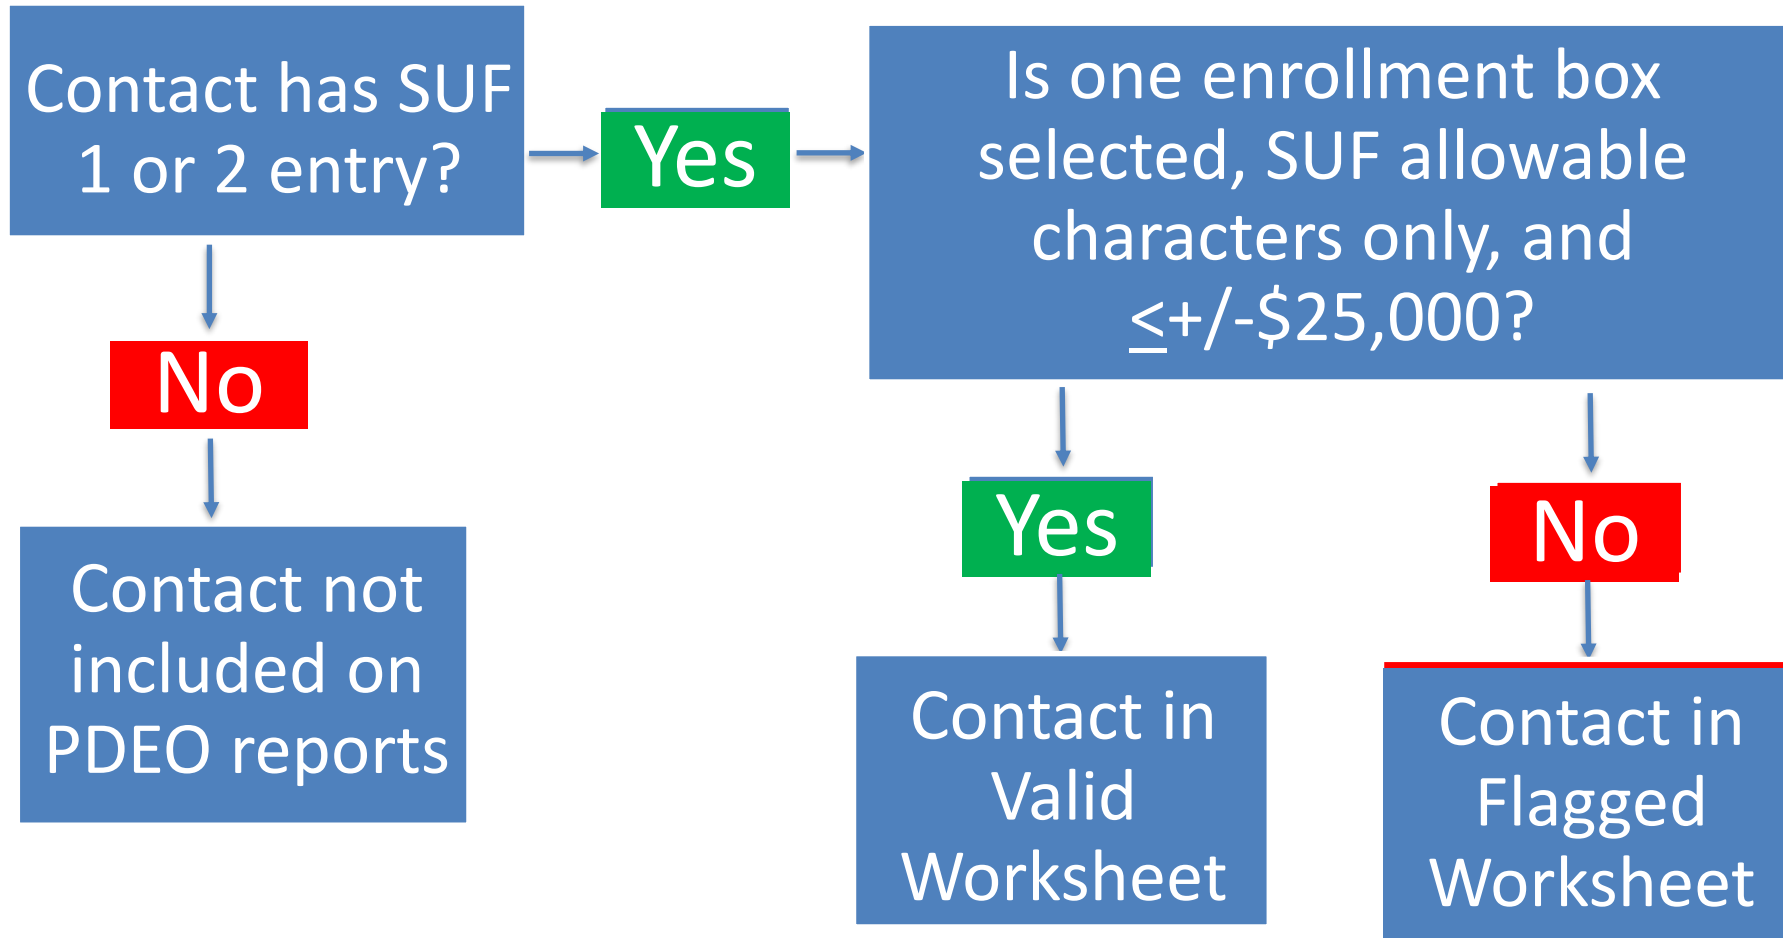 Contact has SUF
1 or 2 entry?
Yes
Is one enrollment box
selected, SUF allowable
characters only, and
≤+/-$25,000?
No
Contact not
included on
PDEO reports
Yes
Contact in
Valid
Worksheet
No
Contact in
Flagged
Worksheet